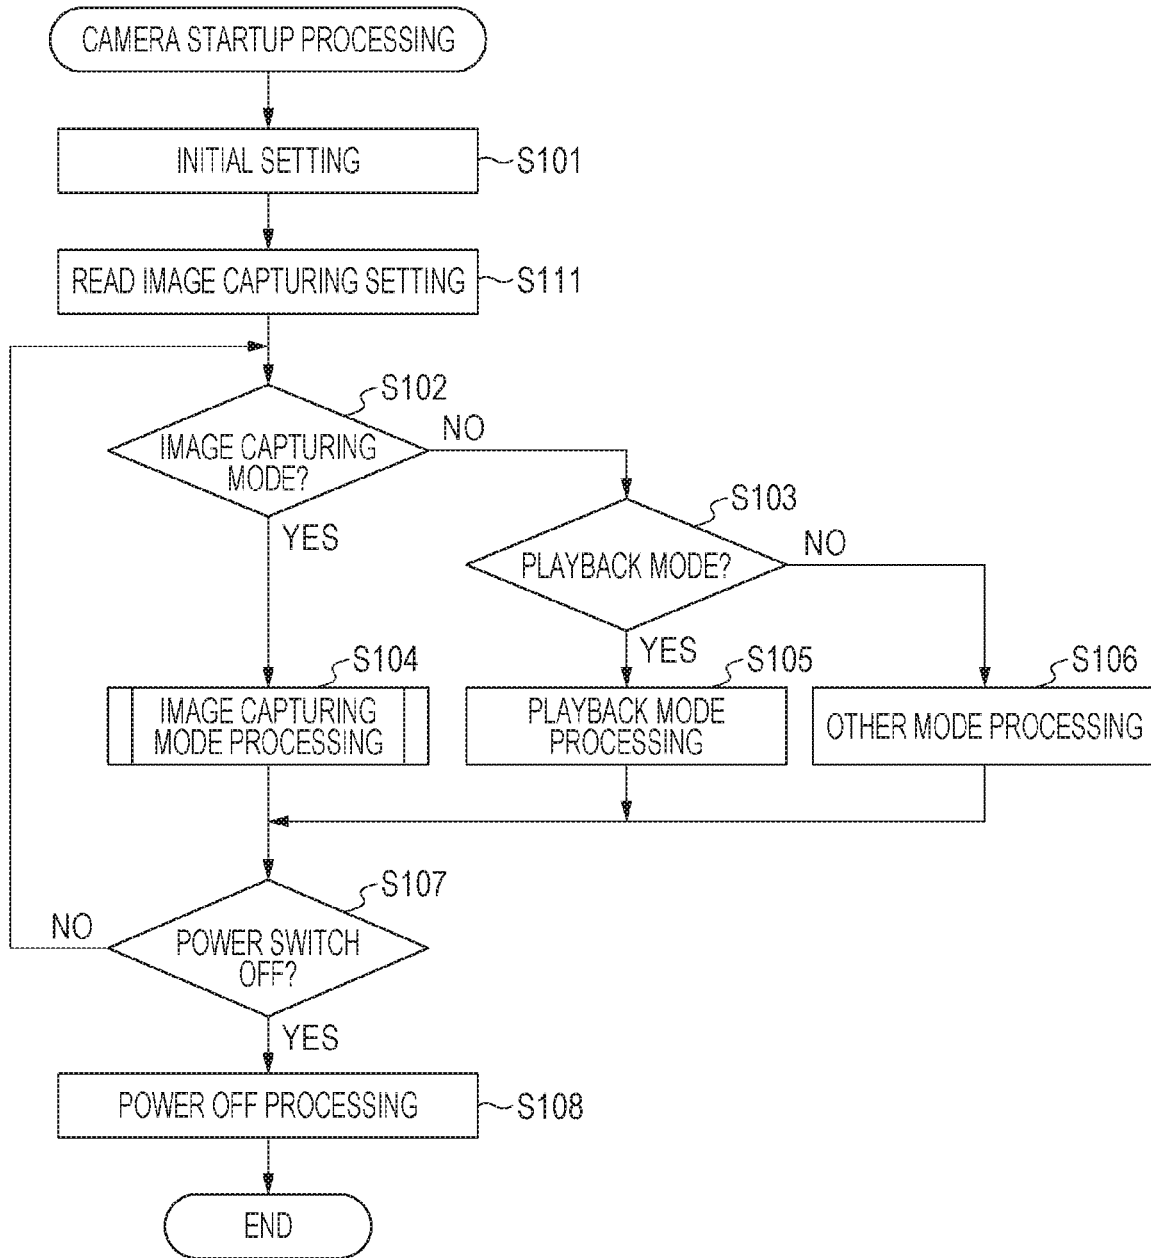 CAMERA STARTUP PROCESSING
INITIAL SETTING
S101
READ IMAGE CAPTURING SETTING
S111
S102
IMAGE CAPTURING
MODE?
NO
YES
S103
PLAYBACK MODE?
NO
YES
S104
IMAGE CAPTURING
MODE PROCESSING
S105
PLAYBACK MODE
PROCESSING
S106
OTHER MODE PROCESSING
S107
POWER SWITCH
OFF?
NO
YES
POWER OFF PROCESSING
S108
END